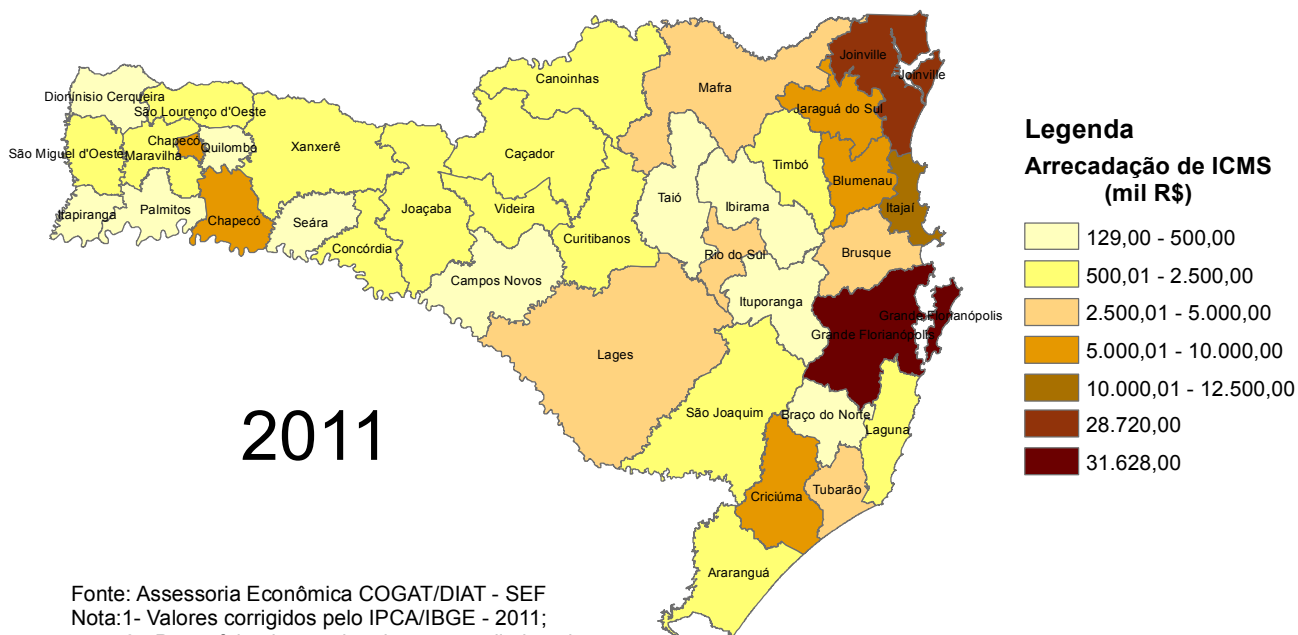 Joinville
Joinville
Canoinhas
Mafra
Dionínisio Cerqueira
São Lourenço d'Oeste
Jaraguá do Sul
Chapecó
Quilombo
Xanxerê
São Miguel d'Oeste
Maravilha
Caçador
Timbó
Blumenau
Taió
Ibirama
Itajaí
Itapiranga
Palmitos
Chapecó
Seára
Joaçaba
Videira
Curitibanos
Concórdia
Rio do Sul
Brusque
Campos Novos
Ituporanga
Grande Florianópolis
Grande Florianópolis
Lages
São Joaquim
Braço do Norte
Laguna
Criciúma
Tubarão
Araranguá
2011
Legenda
Arrecadação de ICMS
(mil R$)
129,00 - 500,00
500,01 - 2.500,00
2.500,01 - 5.000,00
5.000,01 - 10.000,00
10.000,01 - 12.500,00
28.720,00
31.628,00
Fonte: Assessoria Econômica COGAT/DIAT - SEF
Nota:1- Valores corrigidos pelo IPCA/IBGE - 2011;